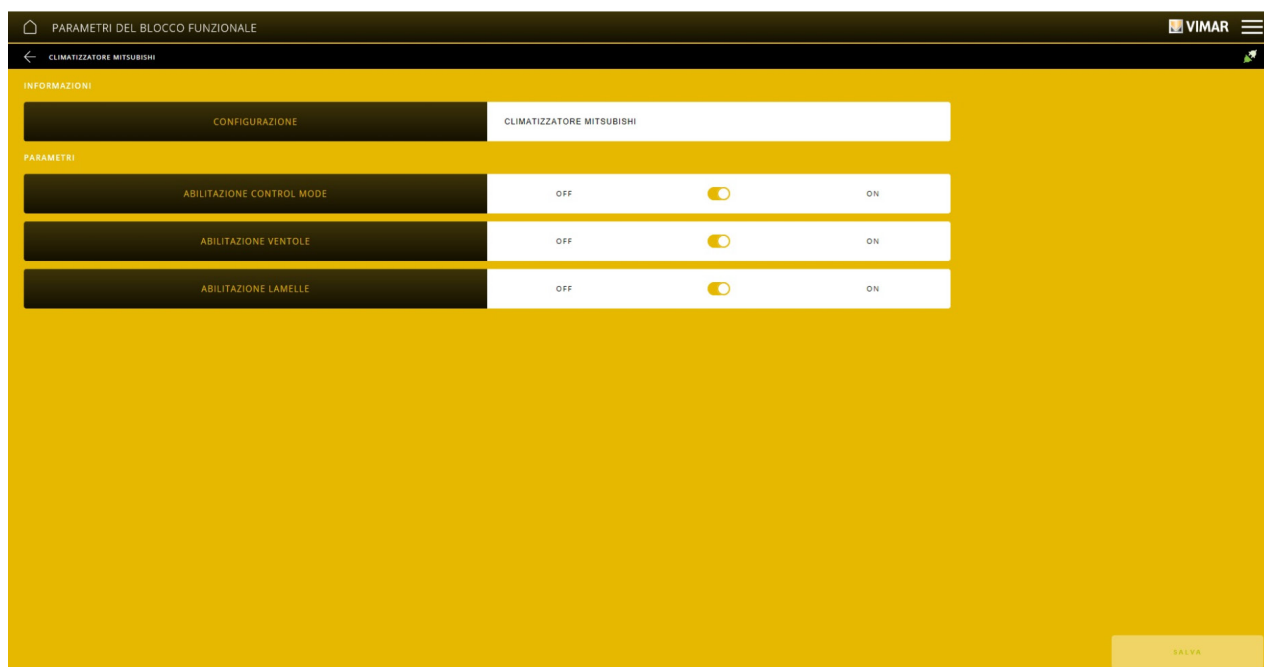 PARAMETRI DEL BLOCCO FUNZIONALE VIMAR
CLIMATIZZATORE MITSUBISHI
INFORMAZIONI
CONFIGURAZIONE CLIMATIZZATORE MITSUBISHI
PARAMETRI
ABILITAZIONE CONTROL MODE OFF ON
ABILITAZIONE VENTOLE OFF ON
ABILITAZIONE LAMELLE OFF ON
SALVA